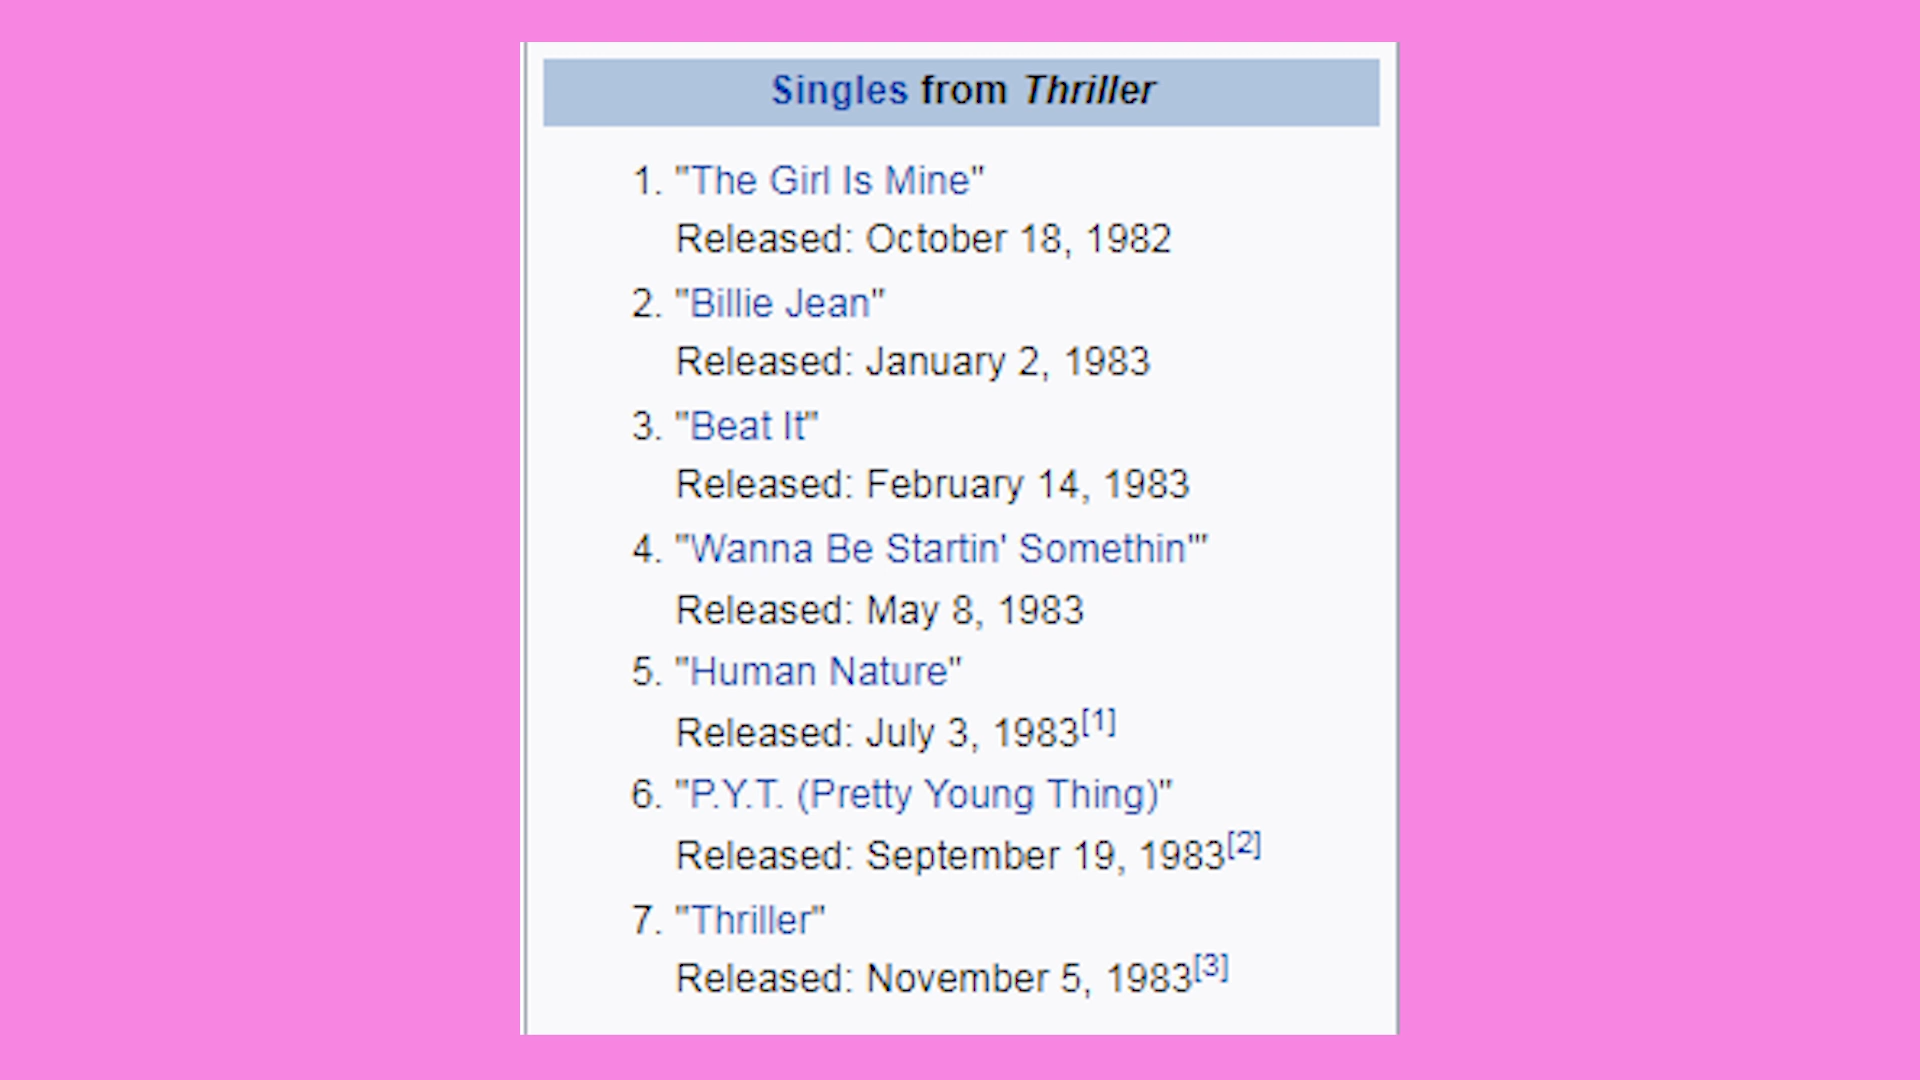 Singles from Thriller
1. "The Girl Is Mine"
Released: October 18, 1982
2. "Billie Jean"
Released: January 2, 1983
3. "Beat It"
Released: February 14, 1983
4. "Wanna Be Startin' Somethin'"
Released: May 8, 1983
5. "Human Nature"
Released: July 3, 1983[1]
6. "P.Y.T. (Pretty Young Thing)"
Released: September 19, 1983[2]
7. "Thriller"
Released: November 5, 1983[3]